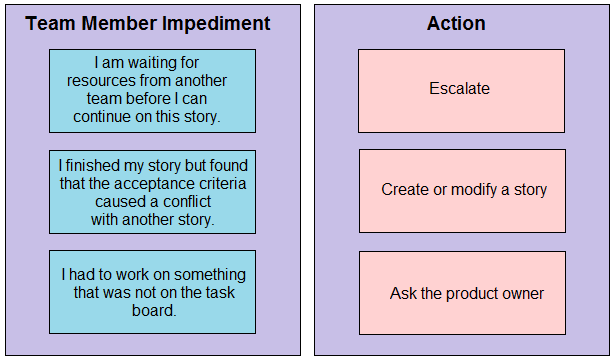 Team Member Impediment
I am waiting for
resources from another
team before I can
continue on this story.
I finished my story but found
that the acceptance criteria
caused a conflict
with another story.
I had to work on something
that was not on the task
board.
Action
Escalate
Create or modify a story
Ask the product owner